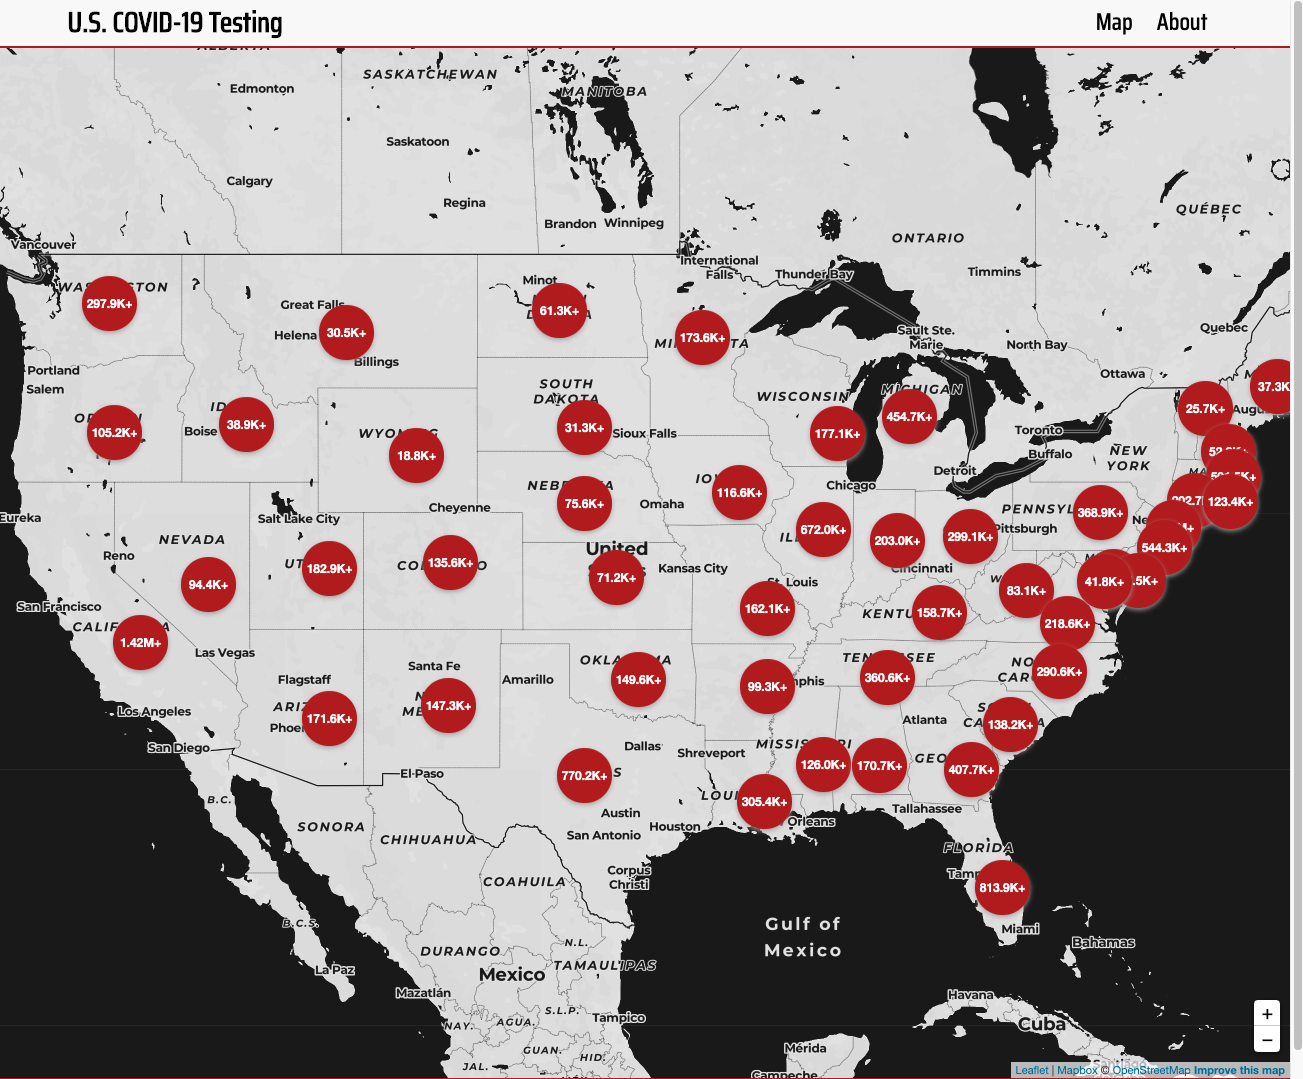 U.S. COVID-19 Testing
Map About
SASKATCHEWAN
MANITOBA
Edmonton
Saskatoon
Calgary
Regina
Brandon Winnipeg
QUÉBEC
ONTARIO
Vancouver
International
Falls
Thunder Bay
Timmins
Minot
297.9K+
Great Falls
61.3K+
Helena
30.5K+
173.6K+
Sault Ste.
Marie
North Bay
Quebec
Billings
Portland
Salem
Ottawa
37.3K
SOUTH
DAKOTA
WISCONSIN
MICHIGAN
25.7K+
105.2K+
Boise
38.9K+
31.3K+
Sioux Falls
177.1K+
454.7K+
Toronto
Buffalo
NEW
YORK
18.8K+
Detroit
Chicago
116.6K+
75.6K+
Omaha
Cheyenne
123.4K+
Eureka
Salt Lake City
NEVADA
672.0K+
203.0K+
299.1K+
368.9K+
Pittsburgh
Reno
United
544.3K+
94.4K+
182.9K+
135.6K+
71.2K+
Kansas City
Cincinnati
St. Louis
83.1K+
41.8K+
.5K+
San Francisco
162.1K+
158.7K+
218.6K+
1.42M+
Las Vegas
Santa Fe
Flagstaff
Amarillo
149.6K+
99.3K+
360.6K+
290.6K+
Los Angeles
171.6K+
147.3K+
Atlanta
138.2K+
San Diego
Dallas
Shreveport
El Paso
770.2K+
126.0K+
170.7K+
407.7K+
B.C.
305.4K+
Orleans
Tallahassee
Austin
San Antonio
Houston
SONORA
CHIHUAHUA
FLORIDA
Corpus
Christi
COAHUILA
813.9K+
B.C.S.
Gulf of
Mexico
Miami
Bahamas
DURANGO
N.L.
TAMAULIPAS
La Paz
Mexico
Mazatlán
Havana
S.L.P.
Tampico
NAY.
AGUA.
Cuba
GUAN.
HID.
Mérida
JAL.
Campeche
+
−
Leaflet | Mapbox © OpenStreetMap Improve this map